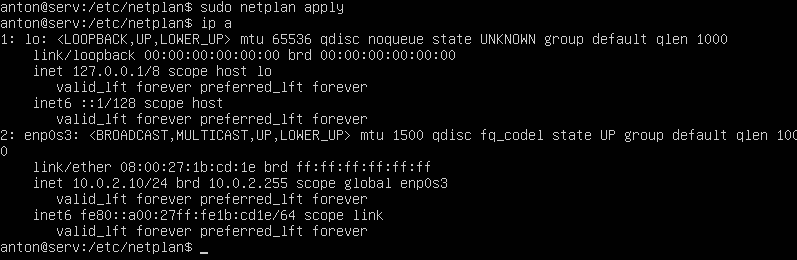 anton@serv:/etc/netplan$ sudo netplan apply
anton@serv:/etc/netplan$ ip a
1: lo: <LOOPBACK,UP,LOWER_UP> mtu 65536 qdisc noqueue state UNKNOWN group default qlen 1000
    link/loopback 00:00:00:00:00:00 brd 00:00:00:00:00:00
    inet 127.0.0.1/8 scope host lo
       valid_lft forever preferred_lft forever
    inet6 ::1/128 scope host
       valid_lft forever preferred_lft forever
2: enp0s3: <BROADCAST,MULTICAST,UP,LOWER_UP> mtu 1500 qdisc fq_codel state UP group default qlen 100
0
    link/ether 08:00:27:1b:cd:1e brd ff:ff:ff:ff:ff:ff
    inet 10.0.2.10/24 brd 10.0.2.255 scope global enp0s3
       valid_lft forever preferred_lft forever
    inet6 fe80::a00:27ff:fe1b:cd1e/64 scope link
       valid_lft forever preferred_lft forever
anton@serv:/etc/netplan$ _